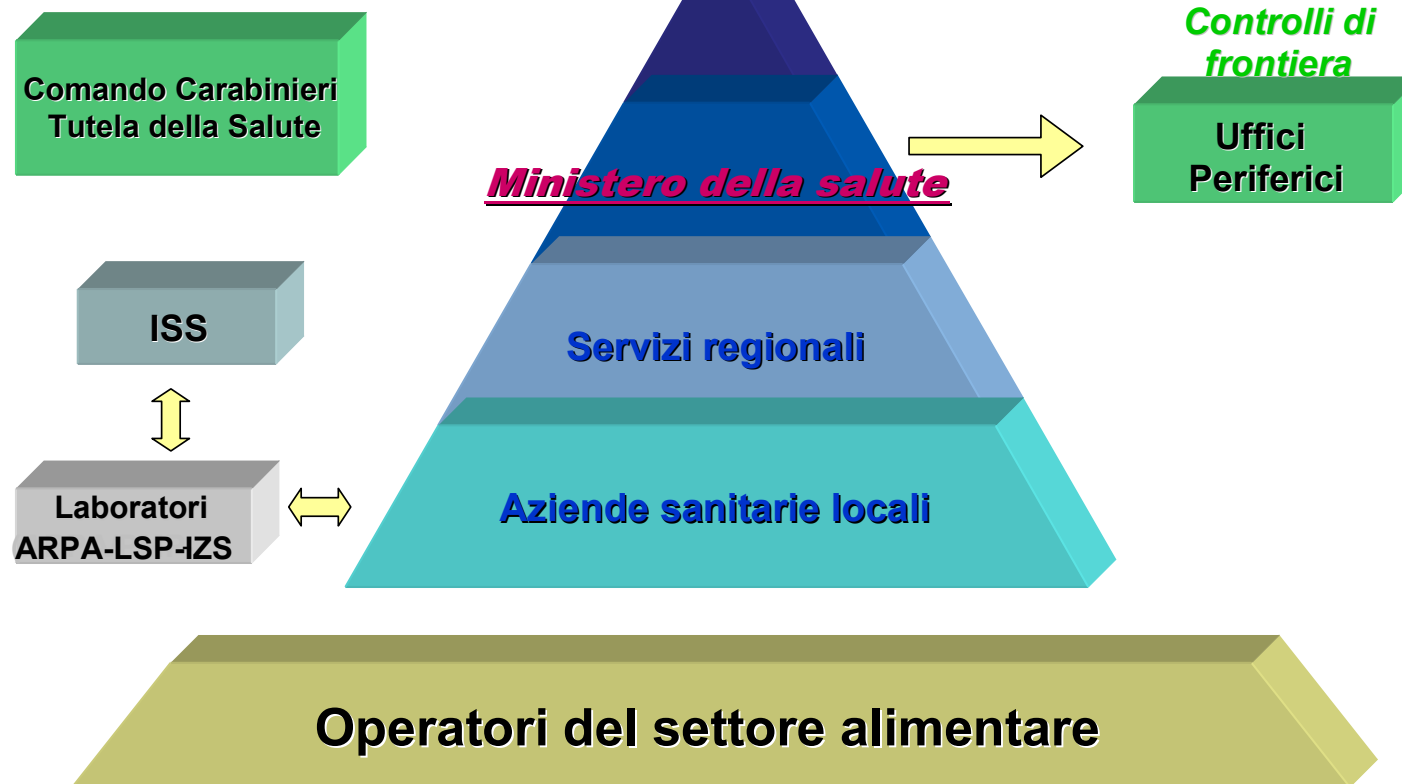 Controlli di
frontiera
Comando Carabinieri
Tutela della Salute
Uffici
Periferici
Ministero della salute
ISS
Servizi regionali
Laboratori
ARPA-LSP-IZS
Aziende sanitarie locali
Operatori del settore alimentare